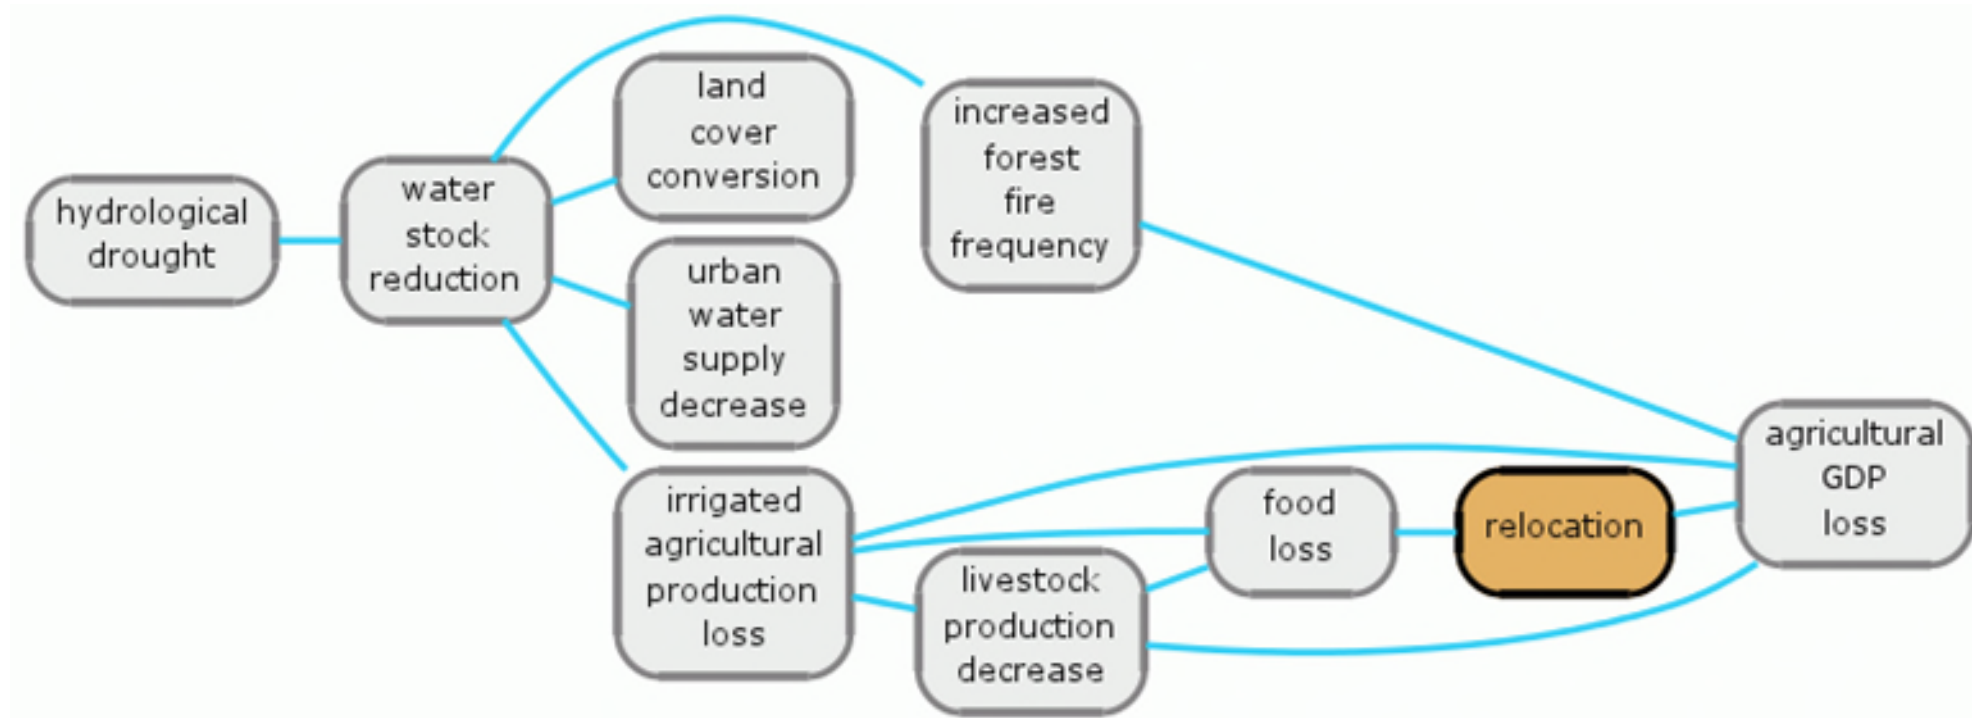 hydrological
drought
water
stock
reduction
land
cover
conversion
urban
water
supply
decrease
irrigated
agricultural
production
loss
increased
forest
fire
frequency
livestock
production
decrease
food
loss
relocation
agricultural
GDP
loss